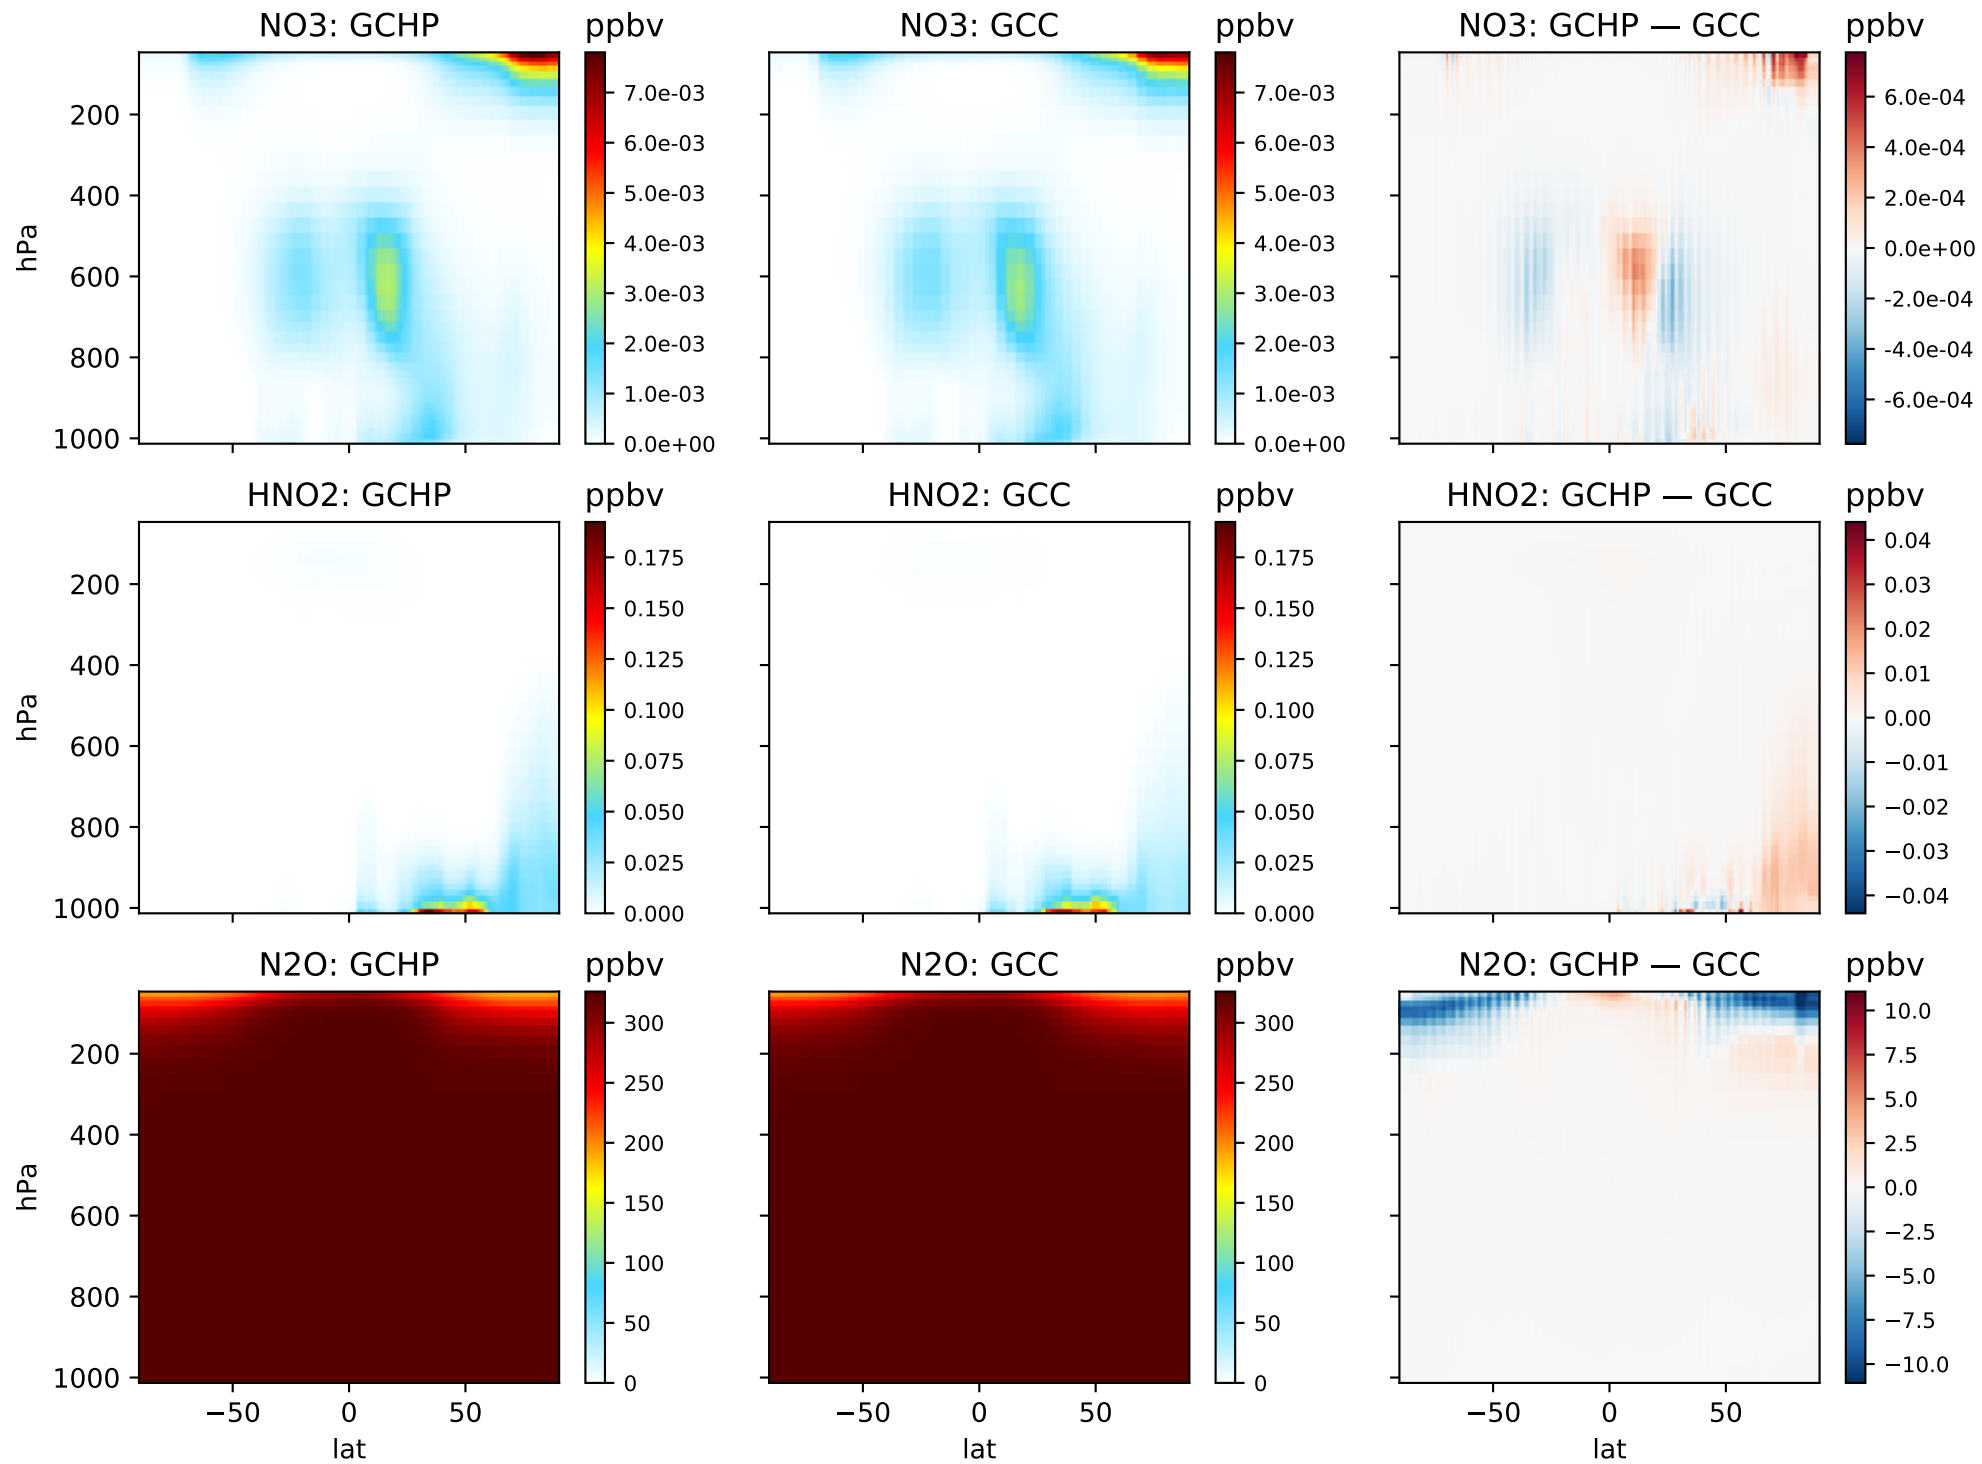 NO3: GCHP
ppbv
NO3: GCC
ppbv
NO3: GCHP — GCC
ppbv
hPa
200
400
600
800
1000
7.0e-03
6.0e-03
5.0e-03
4.0e-03
3.0e-03
2.0e-03
1.0e-03
0.0e+00
7.0e-03
6.0e-03
5.0e-03
4.0e-03
3.0e-03
2.0e-03
1.0e-03
0.0e+00
6.0e-04
4.0e-04
2.0e-04
0.0e+00
-2.0e-04
-4.0e-04
-6.0e-04
HNO2: GCHP
ppbv
HNO2: GCC
ppbv
HNO2: GCHP — GCC
ppbv
hPa
200
400
600
800
1000
0.175
0.150
0.125
0.100
0.075
0.050
0.025
0.000
0.175
0.150
0.125
0.100
0.075
0.050
0.025
0.000
0.04
0.03
0.02
0.01
0.00
−0.01
−0.02
−0.03
−0.04
N2O: GCHP
ppbv
N2O: GCC
ppbv
N2O: GCHP — GCC
ppbv
hPa
200
400
600
800
1000
300
250
200
150
100
50
0
300
250
200
150
100
50
0
10.0
7.5
5.0
2.5
0.0
−2.5
−5.0
−7.5
−10.0
−50 0 50
lat
−50 0 50
lat
−50 0 50
lat